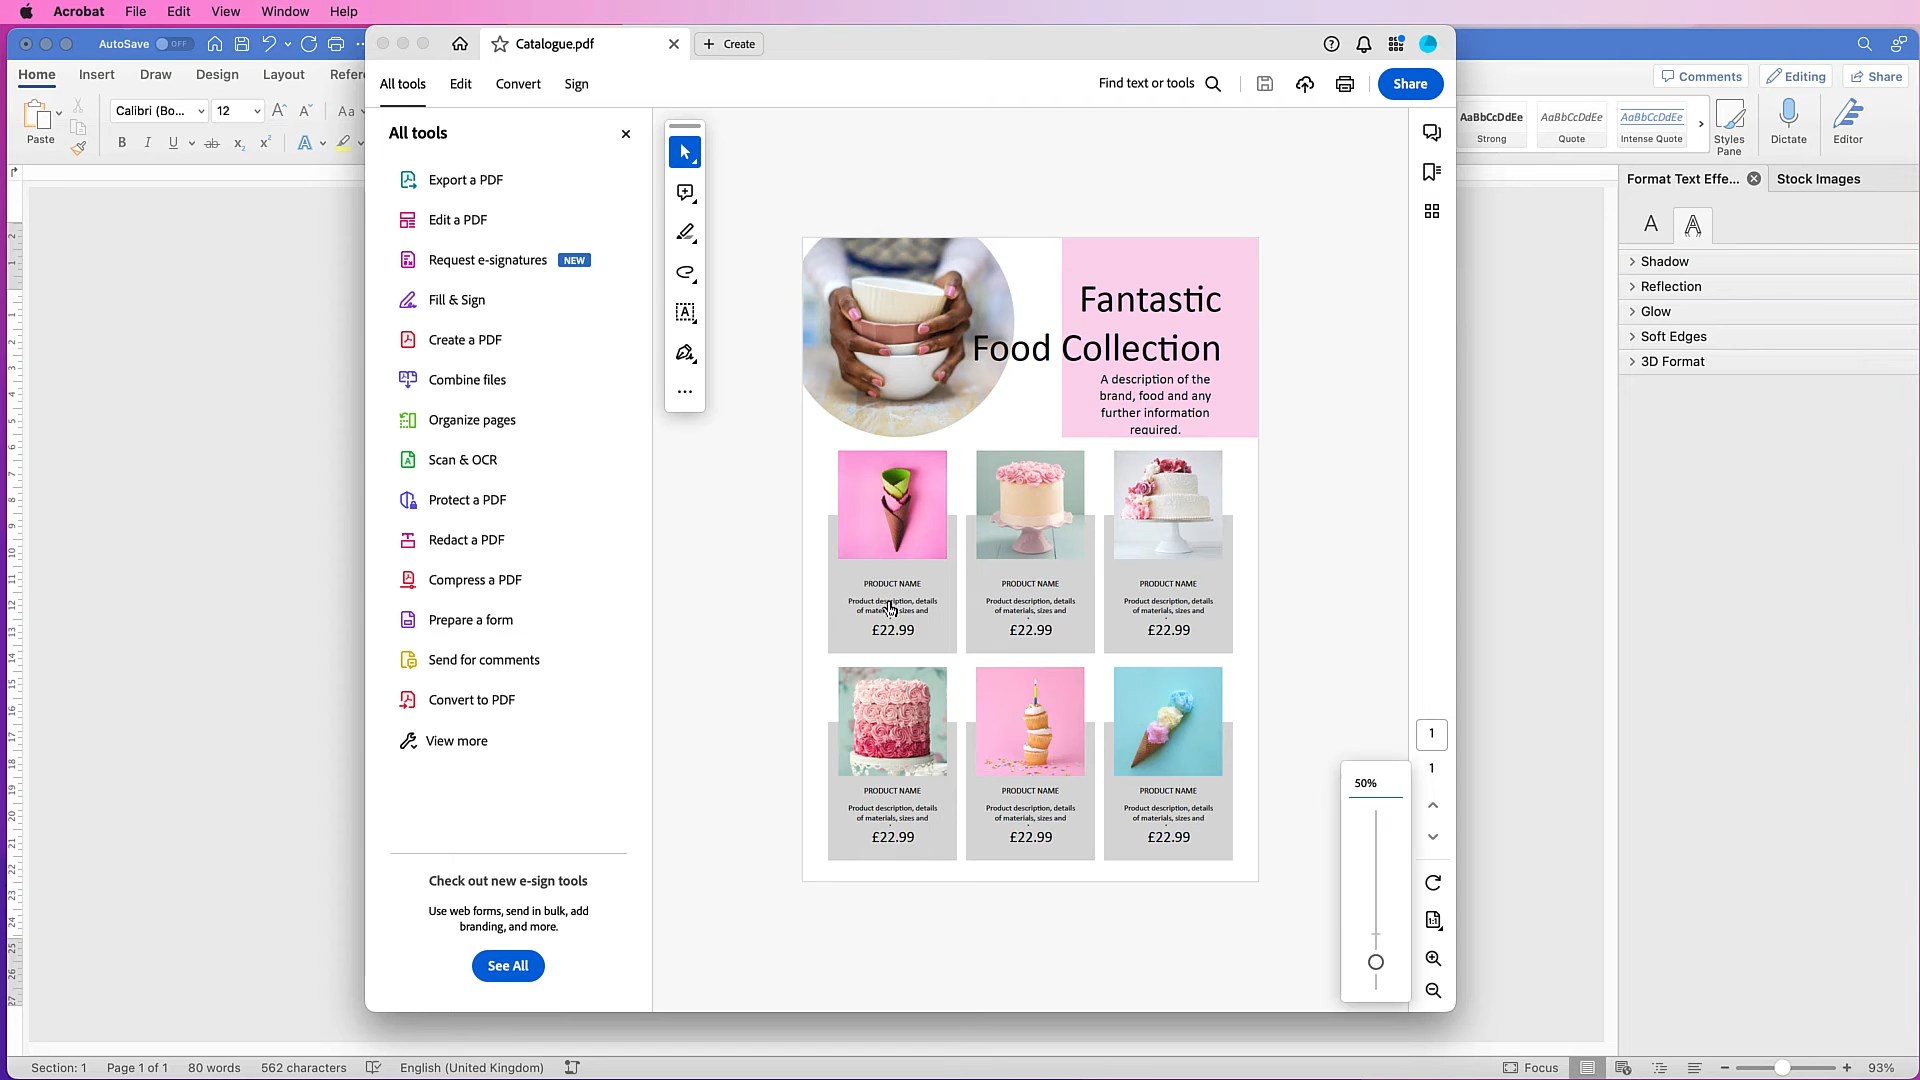 Acrobat File Edit View Window Help
AutoSave OFF
Catalogue.pdf
Create
Home Insert Draw Design Layout Refer
All tools Edit Convert Sign
Find text or tools
Share
Comments Editing Share
Calibri (Bo... 12
Paste
AaBbCcDdEe AaBbCcDdEe AaBbCcDdEe
Strong Quote Intense Quote
Styles Pane
Dictate
Editor
All tools
Export a PDF
Edit a PDF
Request e-signatures NEW
Fill & Sign
Create a PDF
Combine files
Organize pages
Scan & OCR
Protect a PDF
Redact a PDF
Compress a PDF
Prepare a form
Send for comments
Convert to PDF
View more
Check out new e-sign tools
Use web forms, send in bulk, add
branding, and more.
See All
Fantastic
Food Collection
A description of the
brand, food and any
further information
required.
PRODUCT NAME
Product description, details
of materials, sizes and
£22.99
PRODUCT NAME
Product description, details
of materials, sizes and
£22.99
PRODUCT NAME
Product description, details
of materials, sizes and
£22.99
PRODUCT NAME
Product description, details
of materials, sizes and
£22.99
PRODUCT NAME
Product description, details
of materials, sizes and
£22.99
PRODUCT NAME
Product description, details
of materials, sizes and
£22.99
1
1
50%
Format Text Effe... Stock Images
Shadow
Reflection
Glow
Soft Edges
3D Format
Section: 1 Page 1 of 1 80 words 562 characters English (United Kingdom)
Focus 93%